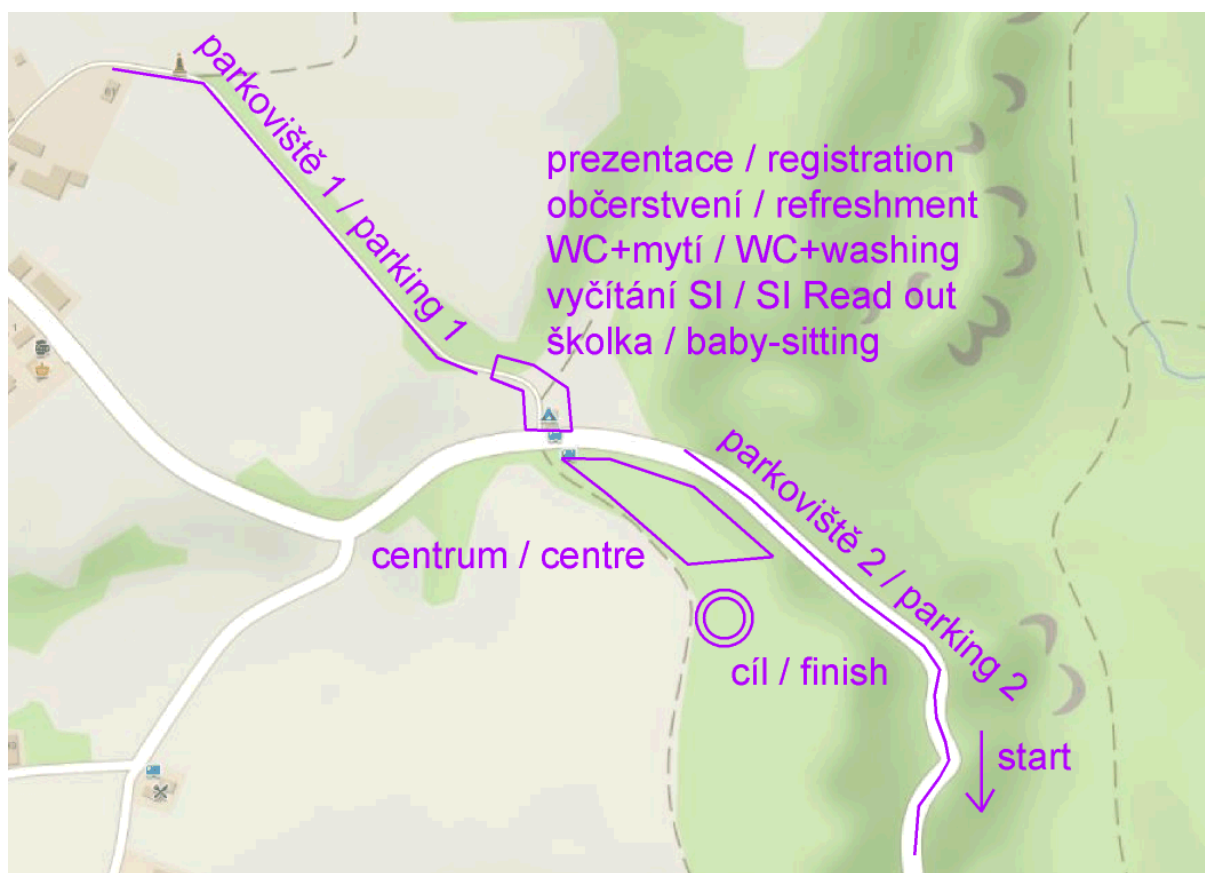 parkoviště 1 / parking 1
prezentace / registration
občerstvení / refreshment
WC+mytí / WC+washing
vyčítání SI / SI Read out
školka / baby-sitting
parkoviště 2 / parking 2
centrum / centre
cíl / finish
start